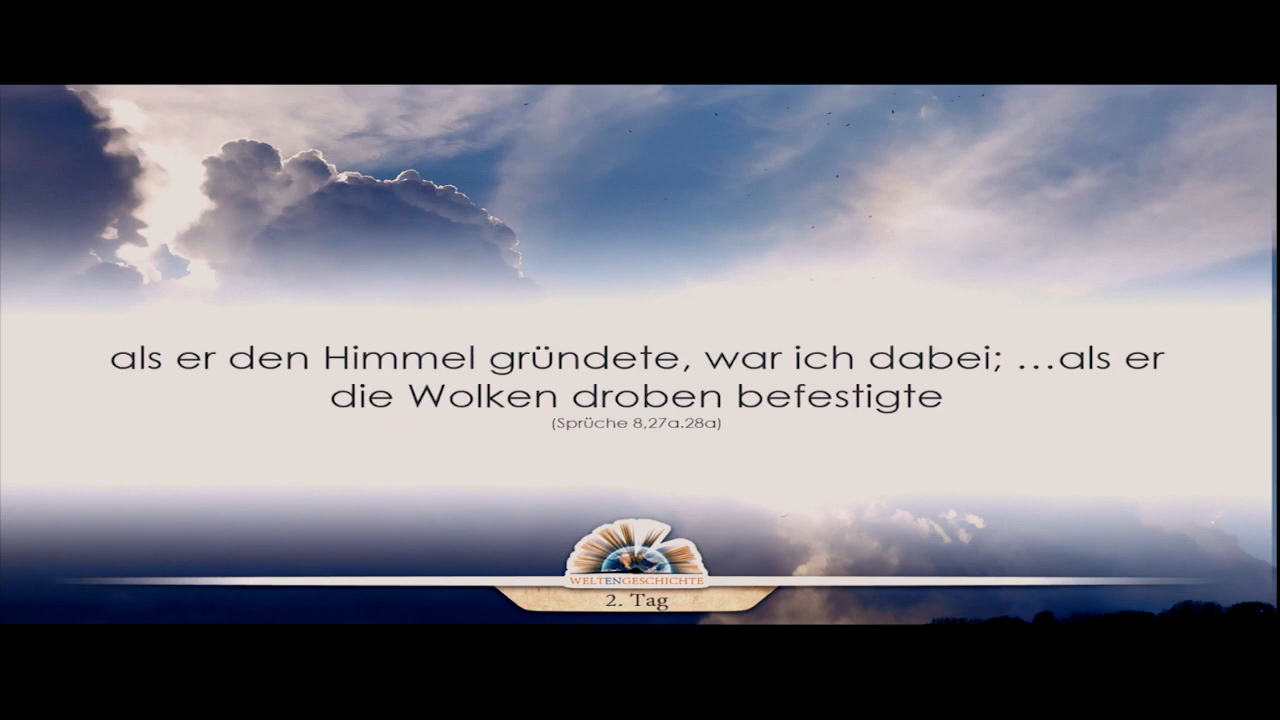 als er den Himmel gründete, war ich dabei; ...als er
die Wolken droben befestigte
(Sprüche 8,27a.28a)
WELTENGESCHICHTE
2. Tag